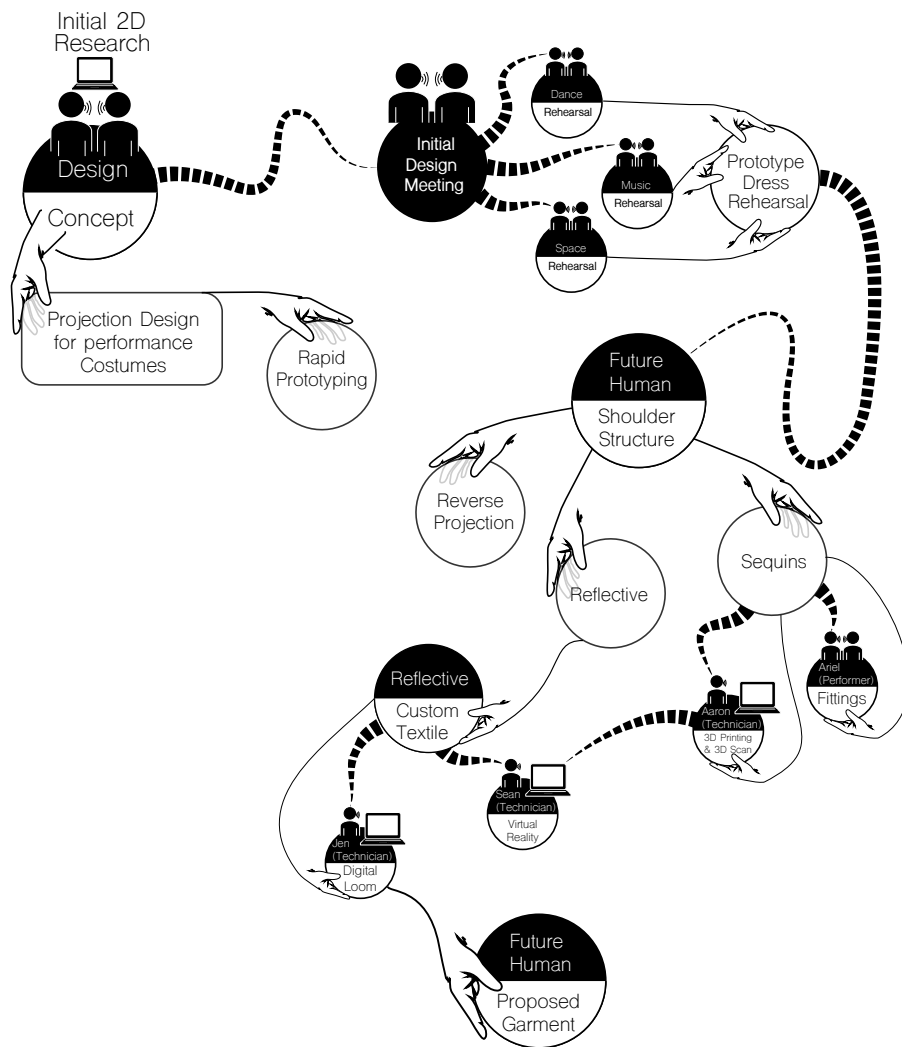 Initial 2D
Research
Design
Concept
Projection Design
for performance
Costumes
Rapid
Prototyping
Initial
Design
Meeting
Dance
Rehearsal
Music
Rehearsal
Space
Rehearsal
Prototype
Dress
Rehearsal
Future
Human
Shoulder
Structure
Reverse
Projection
Reflective
Sequins
Ariel
(Performer)
Fittings
Aaron
(Technician)
3D Printing
& 3D Scan
Reflective
Custom
Textile
Sean
(Technician)
Virtual
Reality
Jen
(Technician)
Digital
Loom
Future
Human
Proposed
Garment